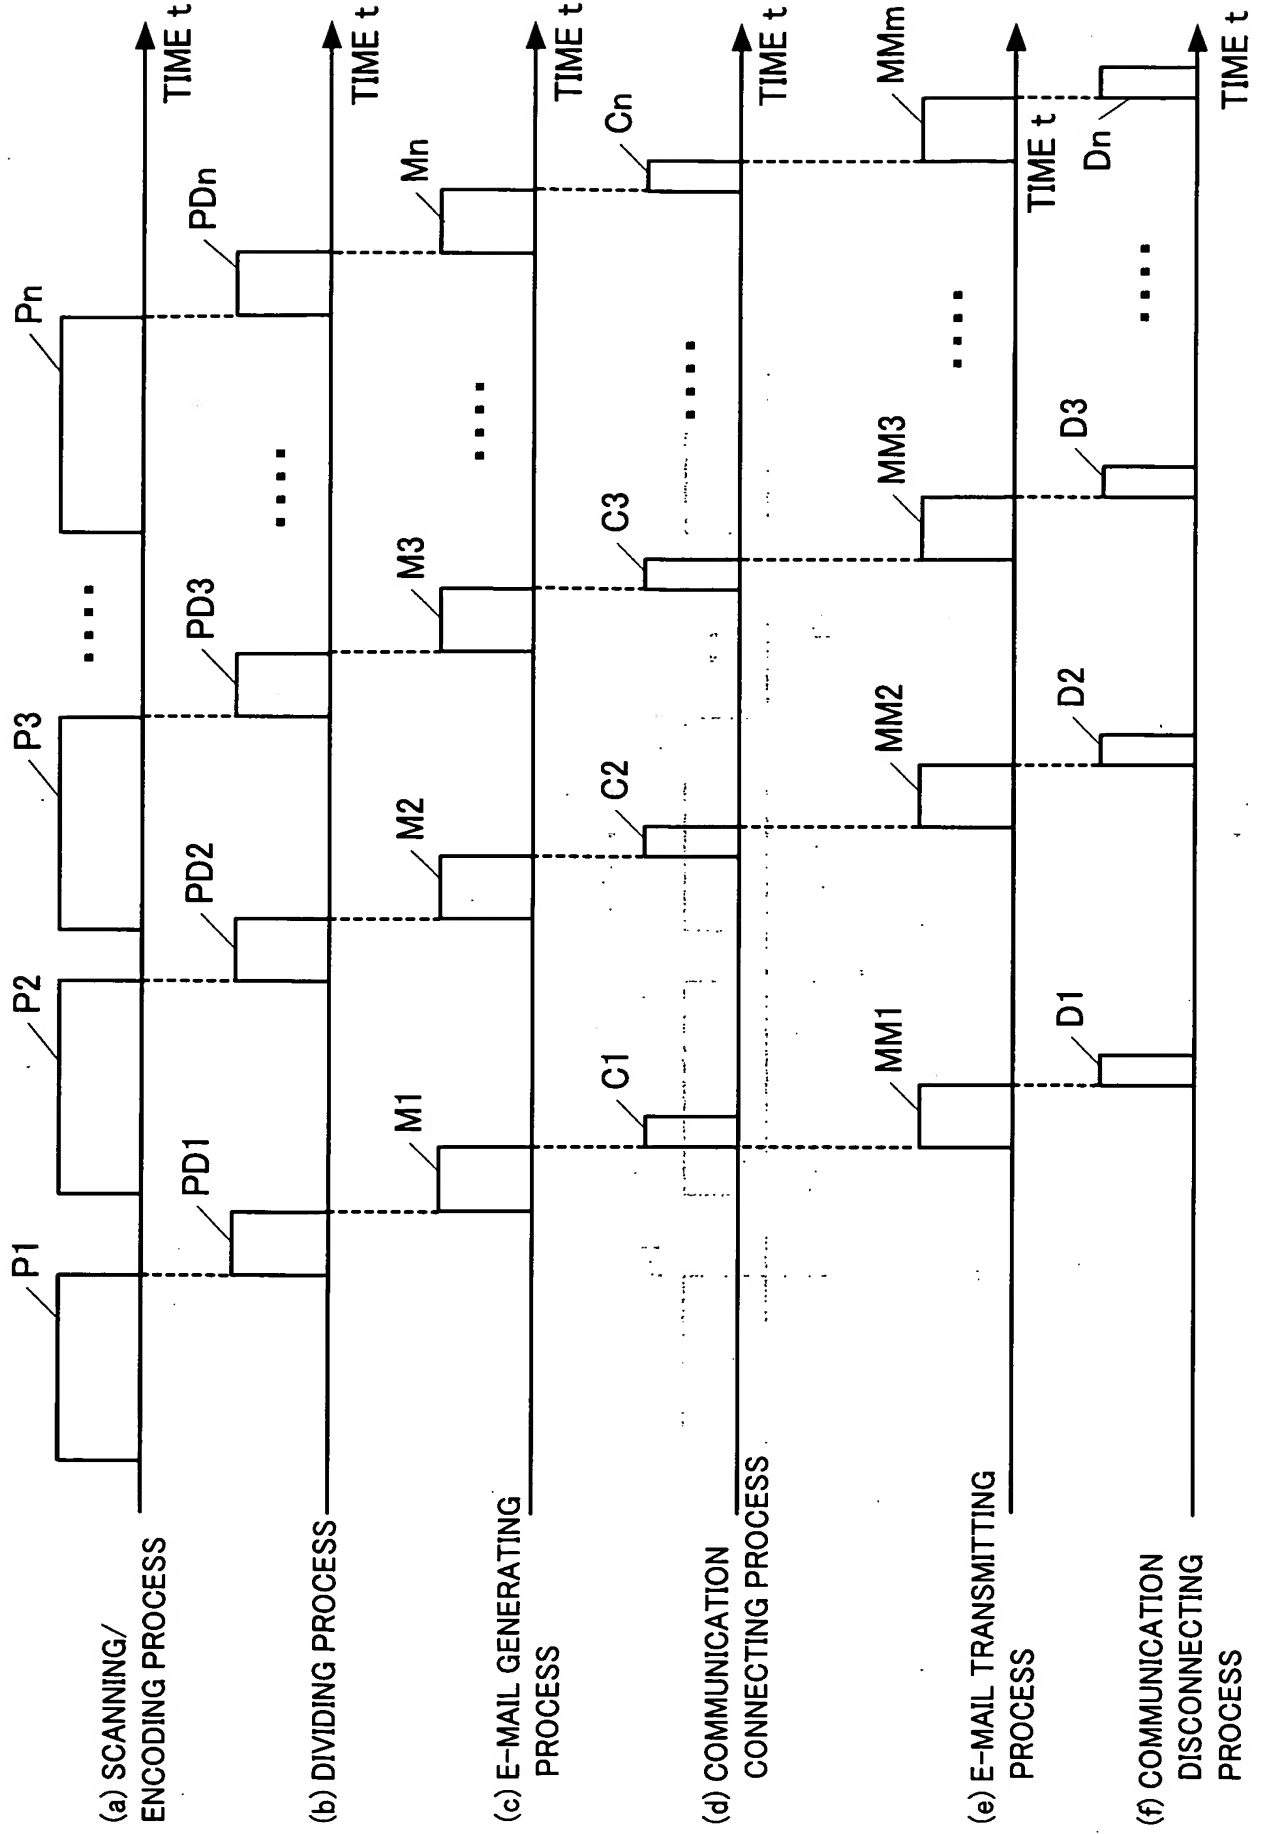 (a) SCANNING/
ENCODING PROCESS
P1
P2
P3
Pn
TIME t
(b) DIVIDING PROCESS
PD1
PD2
PD3
PDn
TIME t
(c) E-MAIL GENERATING
PROCESS
M1
M2
M3
Mn
TIME t
(d) COMMUNICATION
CONNECTING PROCESS
C1
C2
C3
Cn
TIME t
(e) E-MAIL TRANSMITTING
PROCESS
MM1
MM2
MM3
MMm
TIME t
(f) COMMUNICATION
DISCONNECTING
PROCESS
D1
D2
D3
Dn
TIME t